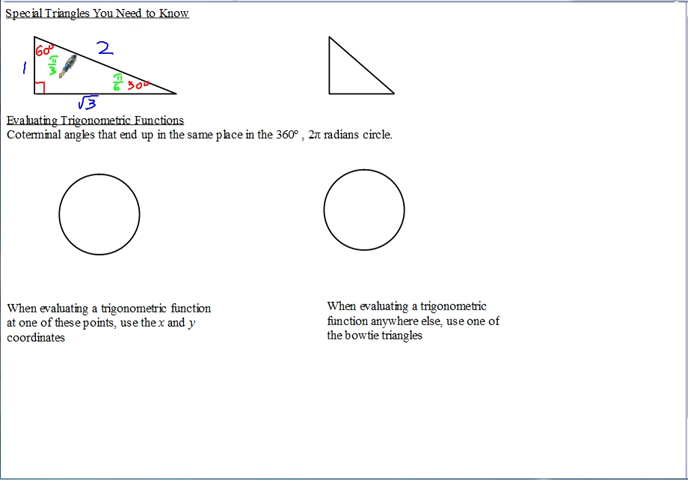 Special Triangles You Need to Know
60°
2
π/3
1
π/6
30°
√3
Evaluating Trigonometric Functions
Coterminal angles that end up in the same place in the 360° , 2π radians circle.
When evaluating a trigonometric function
at one of these points, use the x and y
coordinates
When evaluating a trigonometric
function anywhere else, use one of
the bowtie triangles